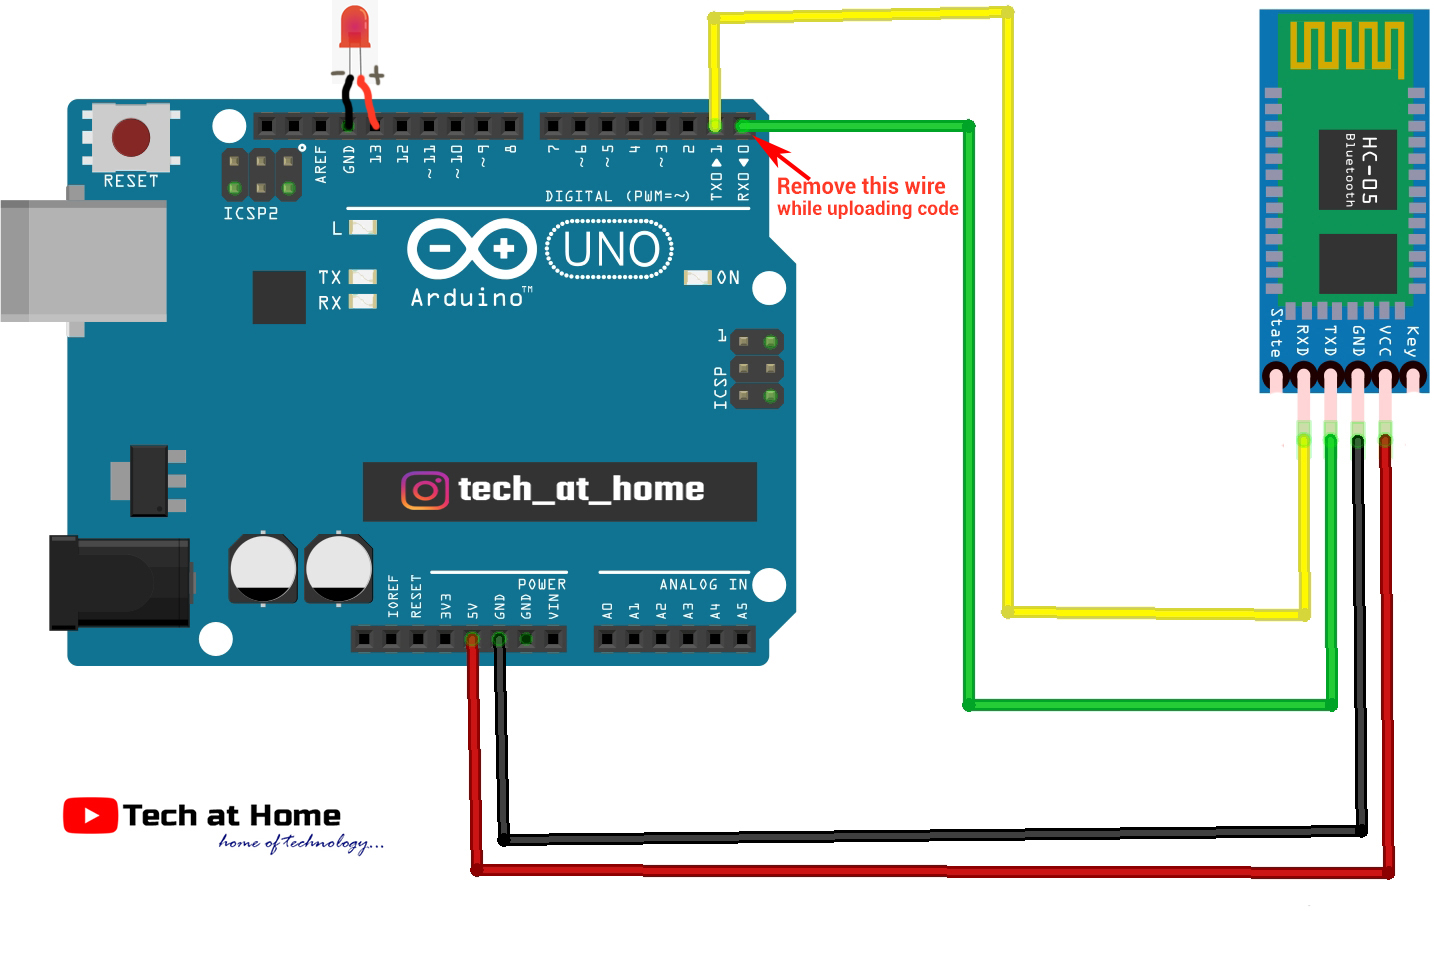 RESET
ICSP2
AREF
GND
13
12
~11
~10
~9
8
7
~6
~5
4
~3
2
TX0▶1
RX0◀0
DIGITAL (PWM=~)
Remove this wire
while uploading code
L
TX
RX
UNO
Arduino™
ON
1
ICSP
HC-05
Bluetooth
State
RXD
TXD
GND
VCC
Key
- +
tech_at_home
IOREF
RESET
3V3
5V
GND
GND
VIN
POWER
ANALOG IN
A0
A1
A2
A3
A4
A5
Tech at Home
home of technology...